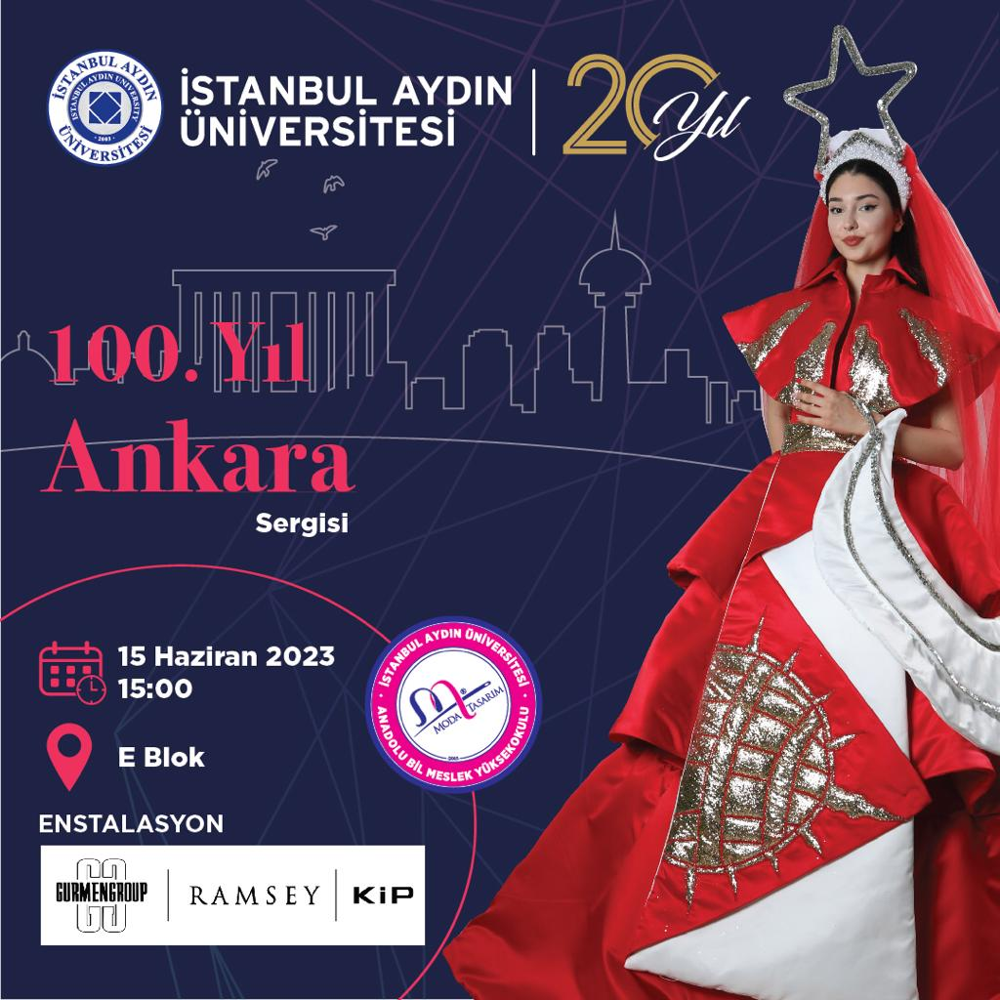 İSTANBUL AYDIN
ÜNİVERSİTESİ
İSTANBUL AYDIN
ÜNİVERSİTESİ
ISTANBUL AYDIN UNIVERSITY
2003
20 Yıl
100. Yıl
Ankara
Sergisi
15 Haziran 2023
15:00
E Blok
İSTANBUL AYDIN ÜNİVERSİTESİ
MODA TASARIM
ANADOLU BİL MESLEK YÜKSEKOKULU
ENSTALASYON
GURMENGROUP
RAMSEY
KiP